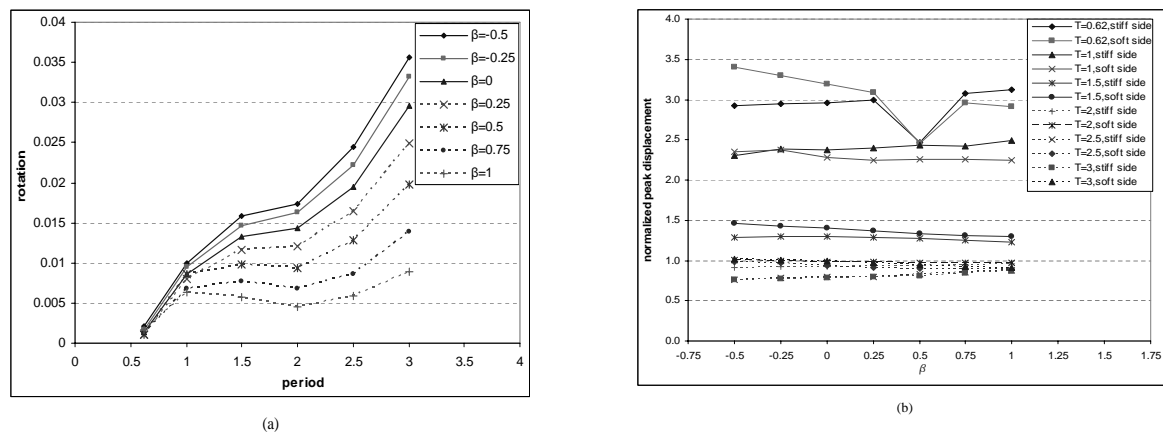 0.04
0.035
0.03
0.025
0.02
0.015
0.01
0.005
0
rotation
0 0.5 1 1.5 2 2.5 3 3.5 4
period
β=-0.5
β=-0.25
β=0
β=0.25
β=0.5
β=0.75
β=1
(a)
4.0
3.5
3.0
2.5
2.0
1.5
1.0
0.5
0.0
normalized peak displacement
-0.75 -0.5 -0.25 0 0.25 0.5 0.75 1 1.25 1.5 1.75
β
T=0.62,stiff side
T=0.62,soft side
T=1,stiff side
T=1,soft side
T=1.5,stiff side
T=1.5,soft side
T=2,stiff side
T=2,soft side
T=2.5,stiff side
T=2.5,soft side
T=3,stiff side
T=3,soft side
(b)